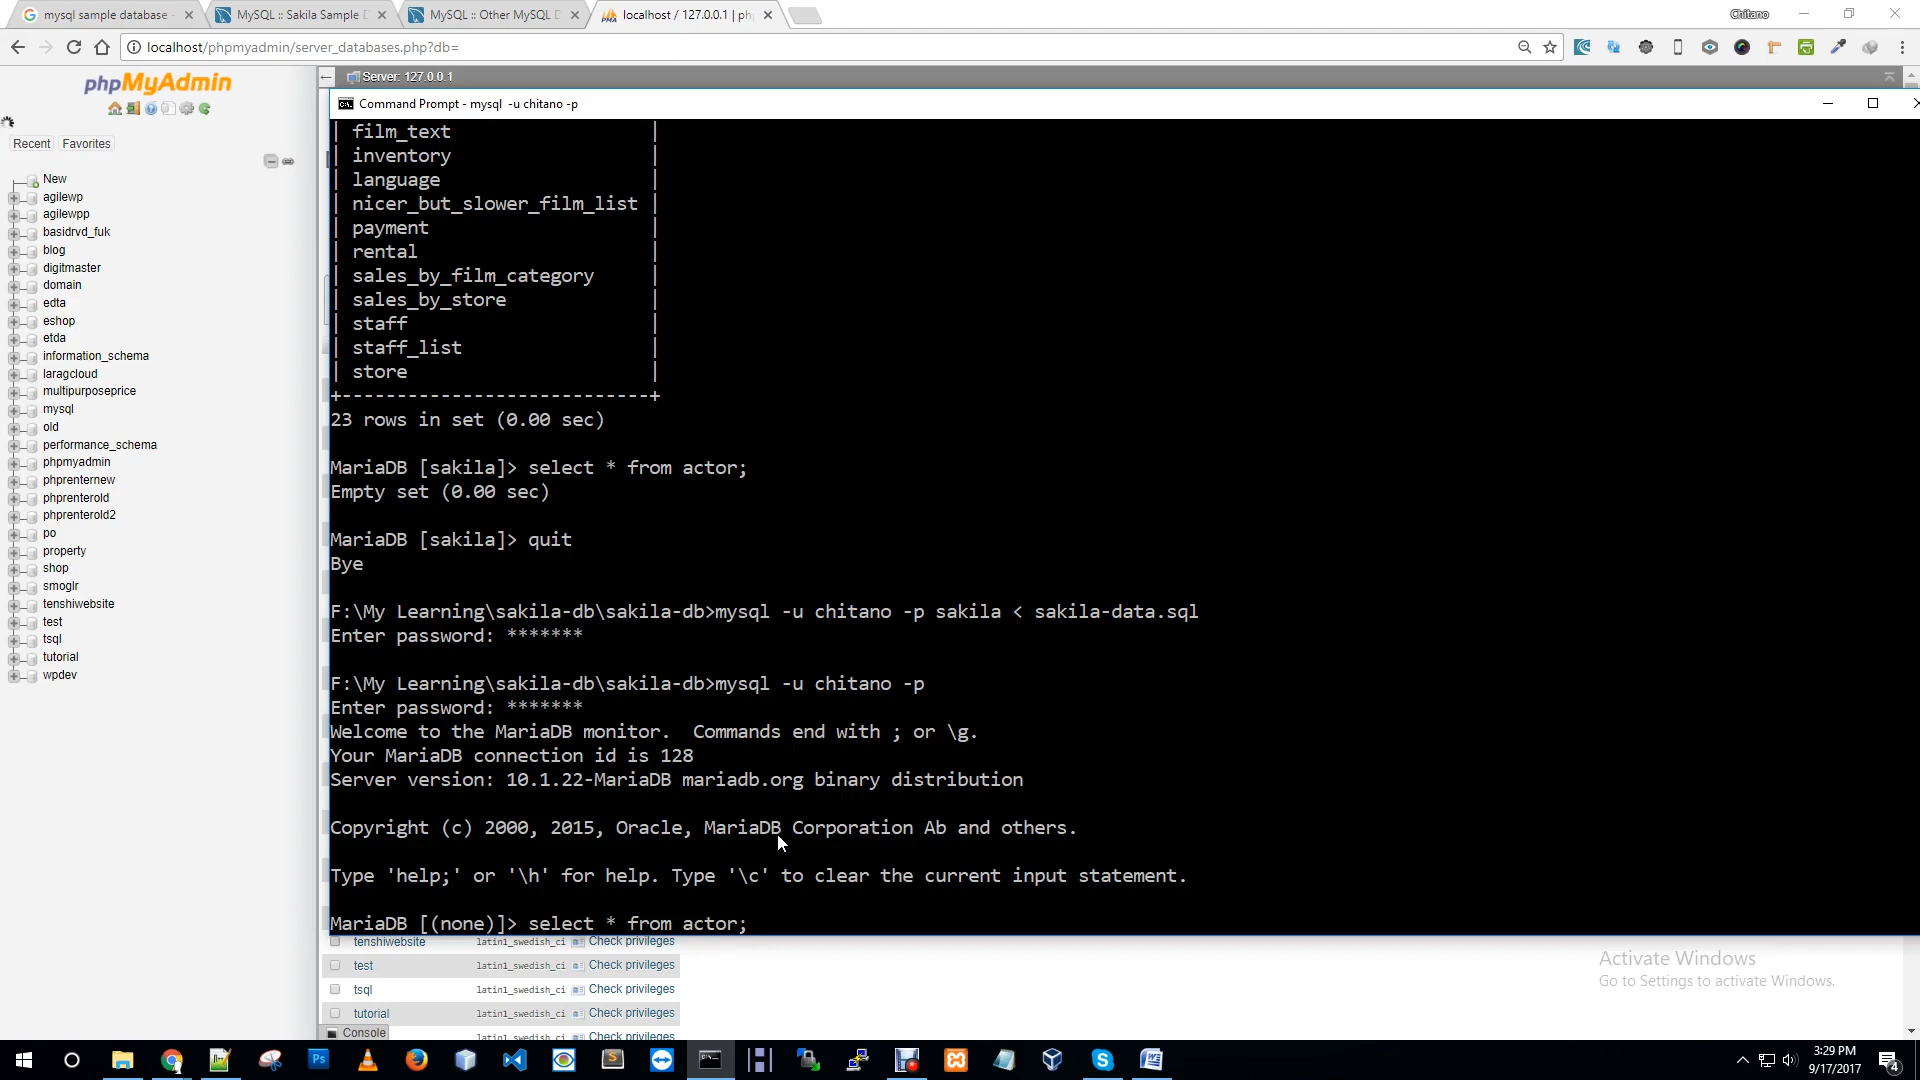 mysql sample database -
MySQL :: Sakila Sample D
MySQL :: Other MySQL D
localhost / 127.0.0.1 | ph
Chitano
localhost/phpmyadmin/server_databases.php?db=
phpMyAdmin
Recent
Favorites
New
agilewp
agilewpp
basidrvd_fuk
blog
digitmaster
domain
edta
eshop
etda
information_schema
laragcloud
multipurposeprice
mysql
old
performance_schema
phpmyadmin
phprenternew
phprenterold
phprenterold2
po
property
shop
smoglr
tenshiwebsite
test
tsql
tutorial
wpdev
Server: 127.0.0.1
Command Prompt - mysql -u chitano -p
| film_text |
| inventory |
| language |
| nicer_but_slower_film_list |
| payment |
| rental |
| sales_by_film_category |
| sales_by_store |
| staff |
| staff_list |
| store |
+----------------------------+
23 rows in set (0.00 sec)
MariaDB [sakila]> select * from actor;
Empty set (0.00 sec)
MariaDB [sakila]> quit
Bye
F:\My Learning\sakila-db\sakila-db>mysql -u chitano -p sakila < sakila-data.sql
Enter password: *******
F:\My Learning\sakila-db\sakila-db>mysql -u chitano -p
Enter password: *******
Welcome to the MariaDB monitor.  Commands end with ; or \g.
Your MariaDB connection id is 128
Server version: 10.1.22-MariaDB mariadb.org binary distribution
Copyright (c) 2000, 2015, Oracle, MariaDB Corporation Ab and others.
Type 'help;' or '\h' for help. Type '\c' to clear the current input statement.
MariaDB [(none)]> select * from actor;
tenshiwebsite latin1_swedish_ci Check privileges
test latin1_swedish_ci Check privileges
tsql latin1_swedish_ci Check privileges
tutorial latin1_swedish_ci Check privileges
latin1_swedish_ci Check privileges
Console
Activate Windows
Go to Settings to activate Windows.
3:29 PM
9/17/2017
4